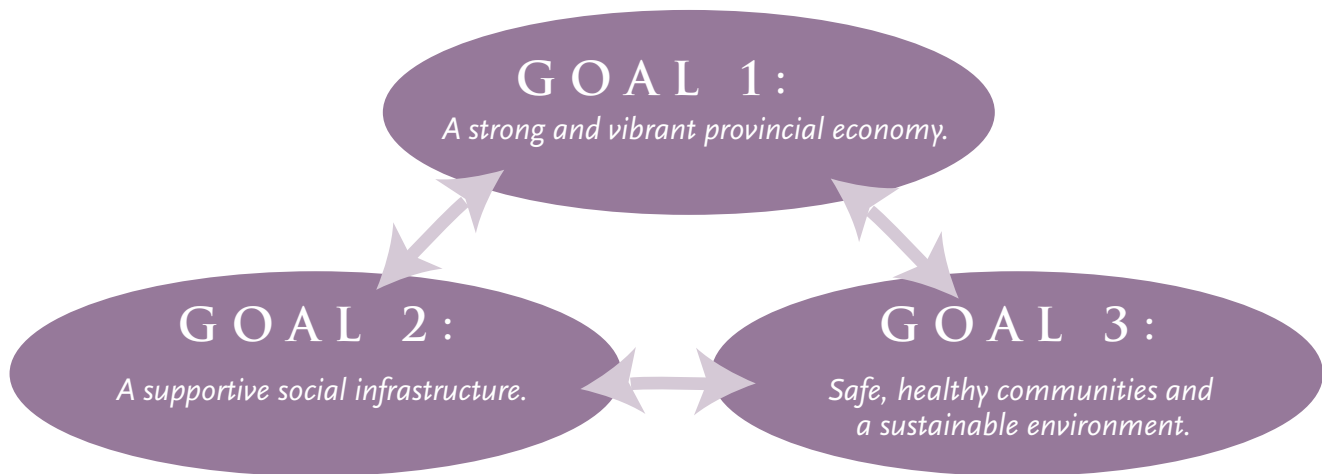 GOAL 1:
A strong and vibrant provincial economy.
GOAL 2:
A supportive social infrastructure.
GOAL 3:
Safe, healthy communities and
a sustainable environment.